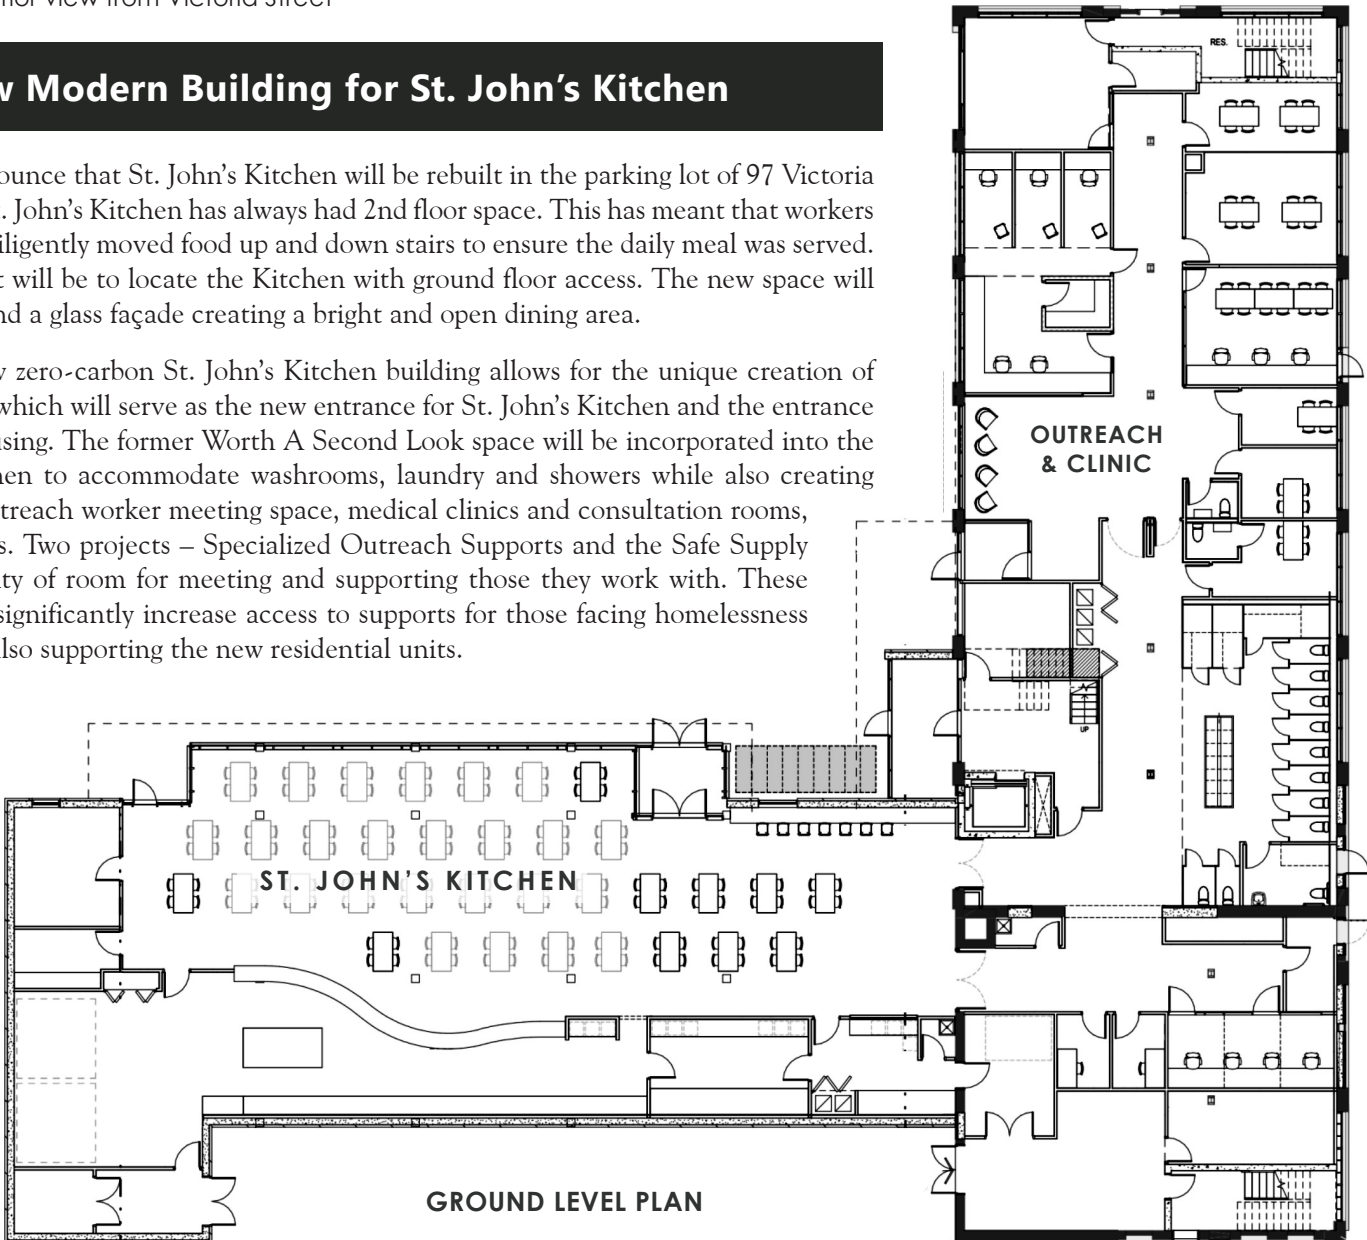 rior view from Victoria Street
w Modern Building for St. John's Kitchen
ounce that St. John's Kitchen will be rebuilt in the parking lot of 97 Victoria
. John's Kitchen has always had 2nd floor space. This has meant that workers
iligently moved food up and down stairs to ensure the daily meal was served.
t will be to locate the Kitchen with ground floor access. The new space will
nd a glass façade creating a bright and open dining area.
w zero-carbon St. John's Kitchen building allows for the unique creation of
which will serve as the new entrance for St. John's Kitchen and the entrance
using. The former Worth A Second Look space will be incorporated into the
hen to accommodate washrooms, laundry and showers while also creating
treach worker meeting space, medical clinics and consultation rooms,
s. Two projects – Specialized Outreach Supports and the Safe Supply
ity of room for meeting and supporting those they work with. These
significantly increase access to supports for those facing homelessness
also supporting the new residential units.
RES.
OUTREACH
& CLINIC
UP
ST. JOHN'S KITCHEN
GROUND LEVEL PLAN